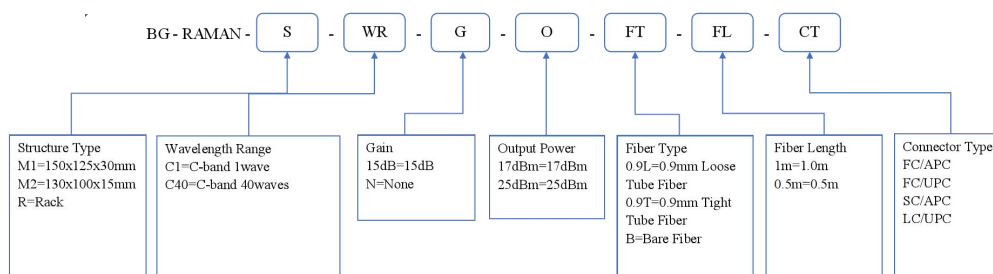 BG - RAMAN - S - WR - G - O - FT - FL - CT
Structure Type
M1=150x125x30mm
M2=130x100x15mm
R=Rack
Wavelength Range
C1=C-band 1wave
C40=C-band 40waves
Gain
15dB=15dB
N=None
Output Power
17dBm=17dBm
25dBm=25dBm
Fiber Type
0.9L=0.9mm Loose
Tube Fiber
0.9T=0.9mm Tight
Tube Fiber
B=Bare Fiber
Fiber Length
1m=1.0m
0.5m=0.5m
Connector Type
FC/APC
FC/UPC
SC/APC
LC/UPC